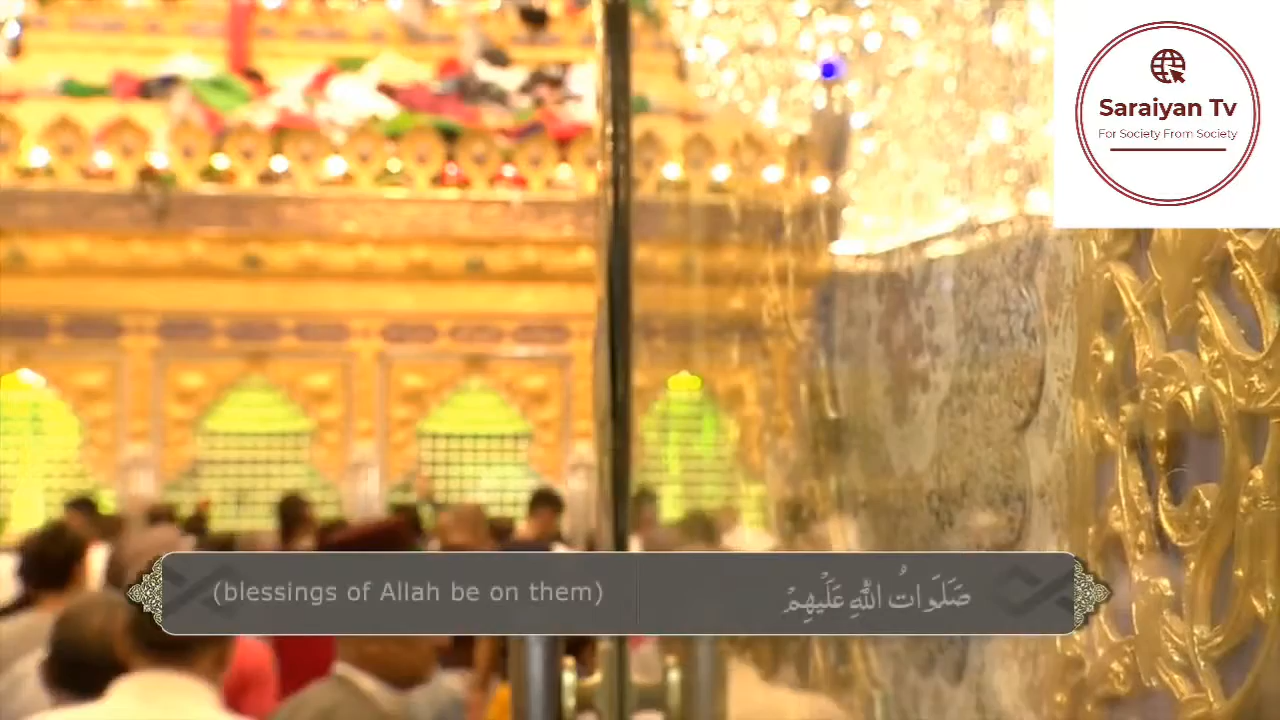 Saraiyan Tv
For Society From Society
(blessings of Allah be on them)
صَلَوَاتُ اللّٰهِ عَلَيْهِمْ